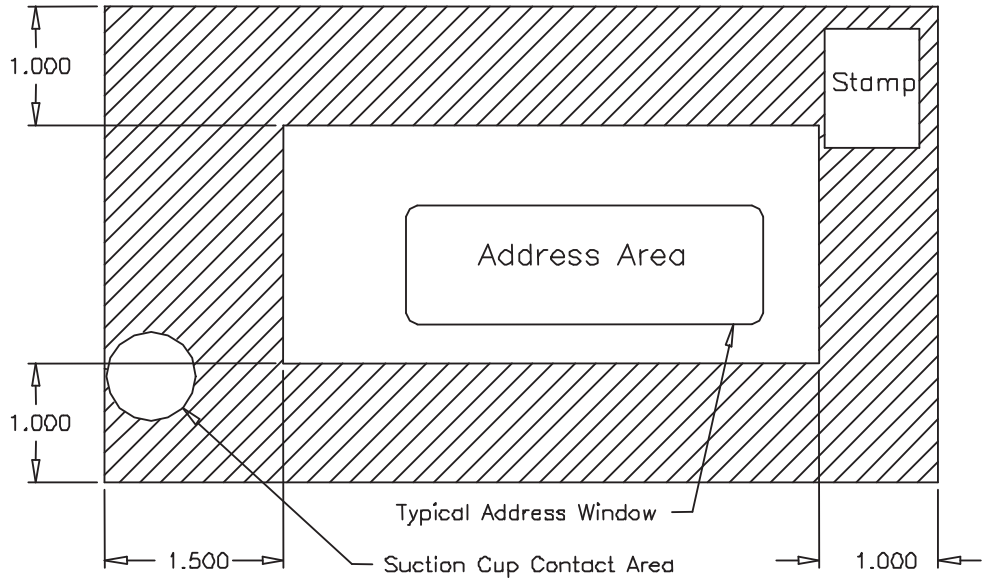 1.000
Stamp
Address Area
1.000
Typical Address Window
1.500
Suction Cup Contact Area
1.000